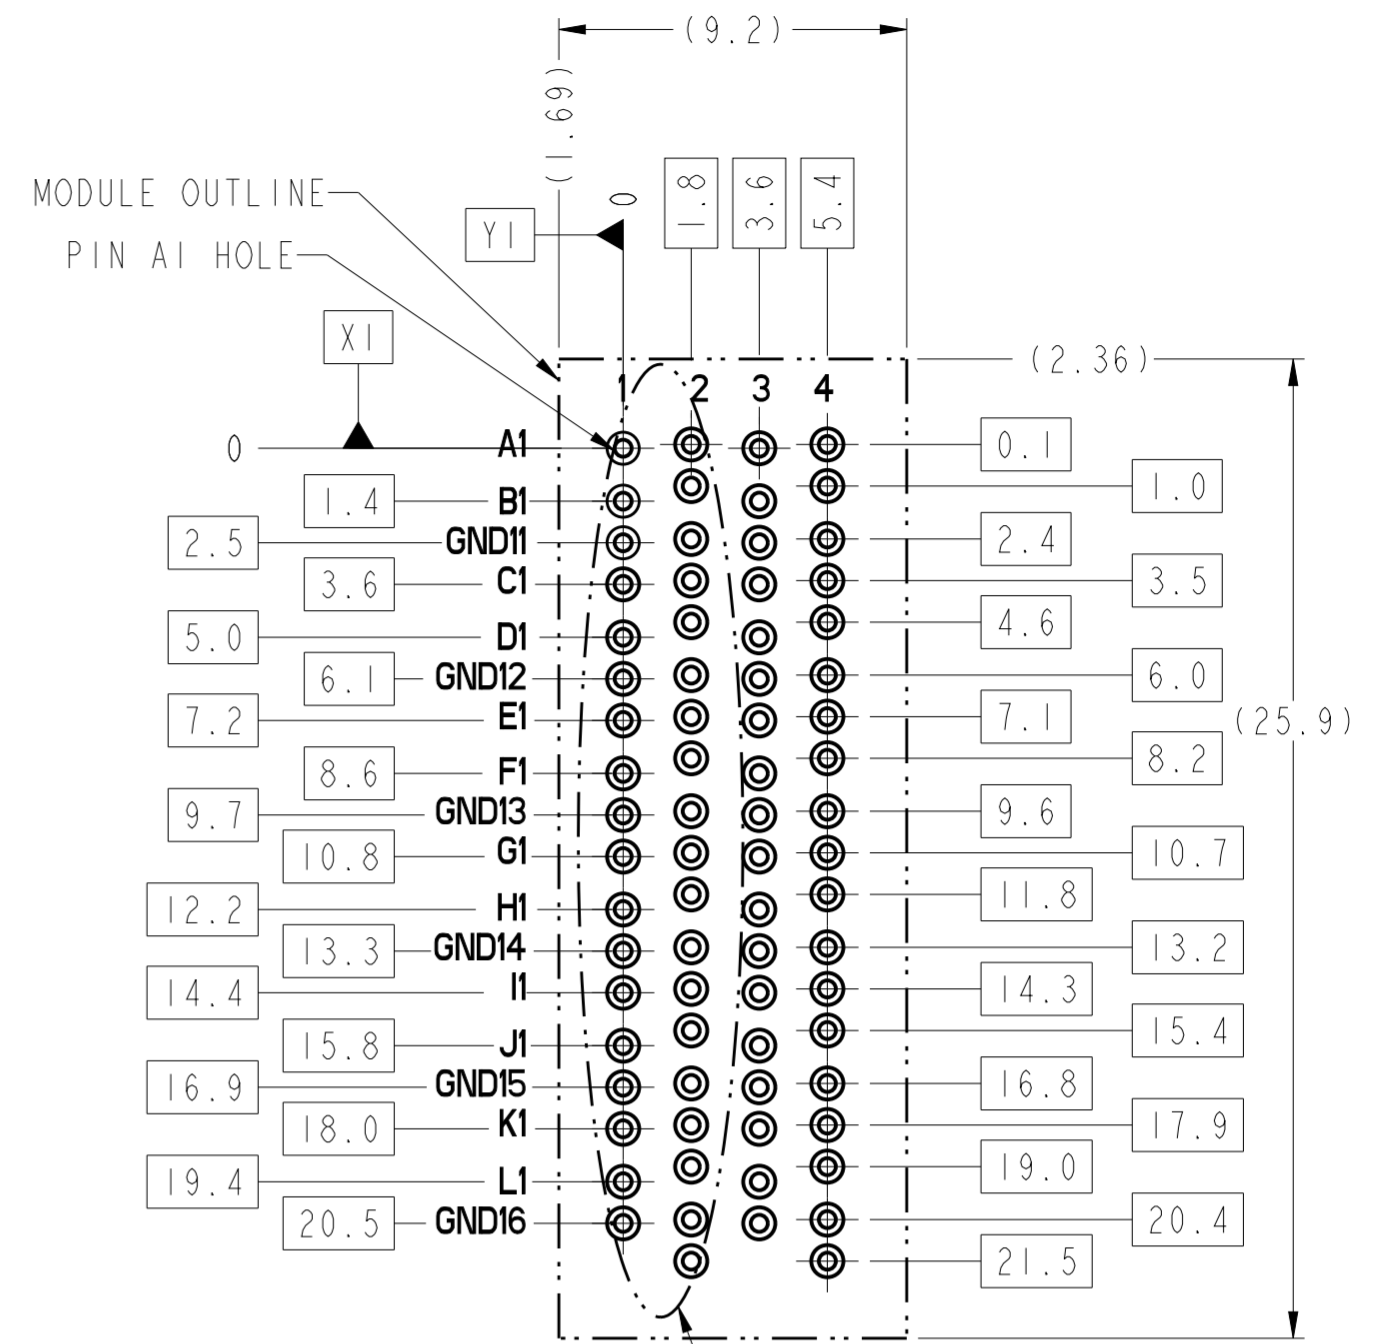 (9.2)
(1.69)
MODULE OUTLINE
PIN A1 HOLE
Y1
0
1.8
3.6
5.4
X1
(2.36)
1 2 3 4
0 A1 0.1
1.0
1.4 B1
2.5 GND11 2.4
3.6 C1 3.5
5.0 D1 4.6
6.1 GND12 6.0
7.2 E1 7.1
(25.9)
8.6 F1 8.2
9.7 GND13 9.6
10.8 G1 10.7
12.2 H1 11.8
13.3 GND14 13.2
14.4 I1 14.3
15.8 J1 15.4
16.9 GND15 16.8
18.0 K1 17.9
19.4 L1 19.0
20.5 GND16 20.4
21.5